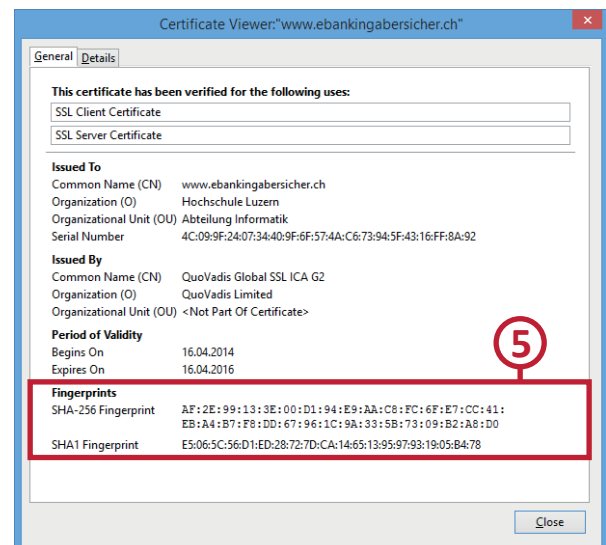 Certificate Viewer:"www.ebankingabersicher.ch"
×
General Details
This certificate has been verified for the following uses:
SSL Client Certificate
SSL Server Certificate
Issued To
Common Name (CN) www.ebankingabersicher.ch
Organization (O) Hochschule Luzern
Organizational Unit (OU) Abteilung Informatik
Serial Number 4C:09:9F:24:07:34:40:9F:6F:57:4A:C6:73:94:5F:43:16:FF:8A:92
Issued By
Common Name (CN) QuoVadis Global SSL ICA G2
Organization (O) QuoVadis Limited
Organizational Unit (OU) <Not Part Of Certificate>
Period of Validity
Begins On 16.04.2014
Expires On 16.04.2016
5
Fingerprints
SHA-256 Fingerprint AF:2E:99:13:3E:00:D1:94:E9:AA:C8:FC:6F:E7:CC:41:
EB:A4:B7:F8:DD:67:96:1C:9A:33:5B:73:09:B2:A8:D0
SHA1 Fingerprint E5:06:5C:56:D1:ED:28:72:7D:CA:14:65:13:95:97:93:19:05:B4:78
Close